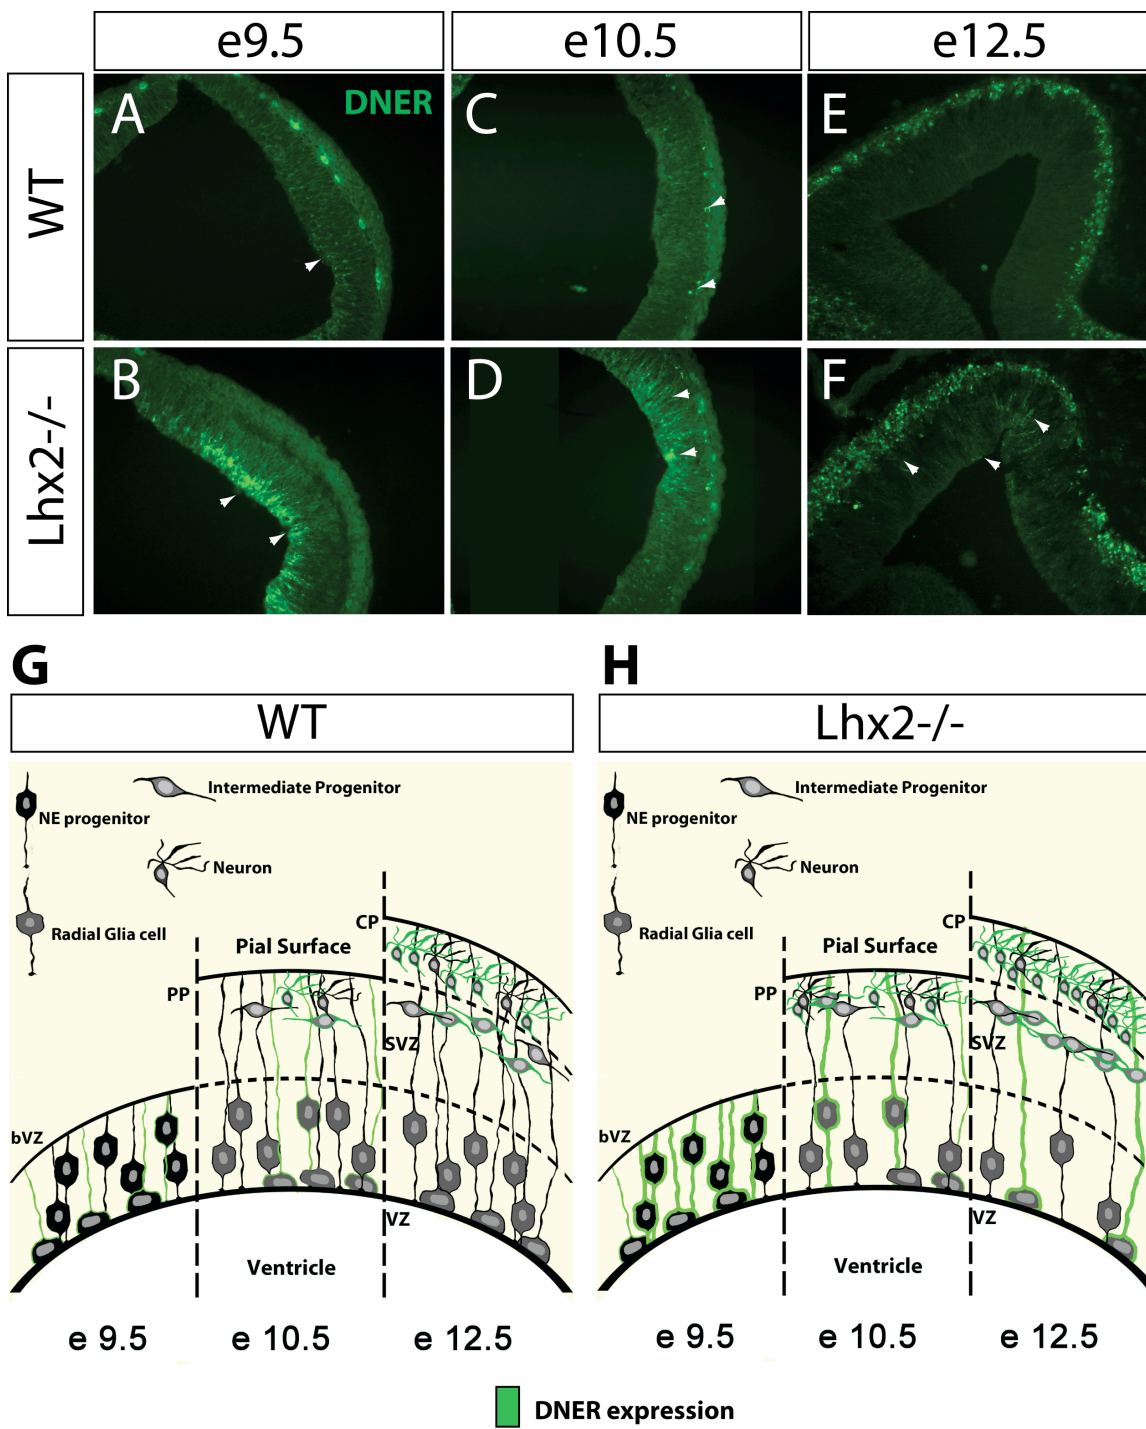 e9.5
e10.5
e12.5
WT
A
DNER
C
E
Lhx2-/-
B
D
F
G
H
WT
Lhx2-/-
Intermediate Progenitor
NE progenitor
Neuron
Radial Glia cell
CP
Pial Surface
PP
SVZ
bVZ
VZ
Ventricle
e 9.5
e 10.5
e 12.5
Intermediate Progenitor
NE progenitor
Neuron
Radial Glia cell
CP
Pial Surface
PP
SVZ
bVZ
VZ
Ventricle
e 9.5
e 10.5
e 12.5
DNER expression